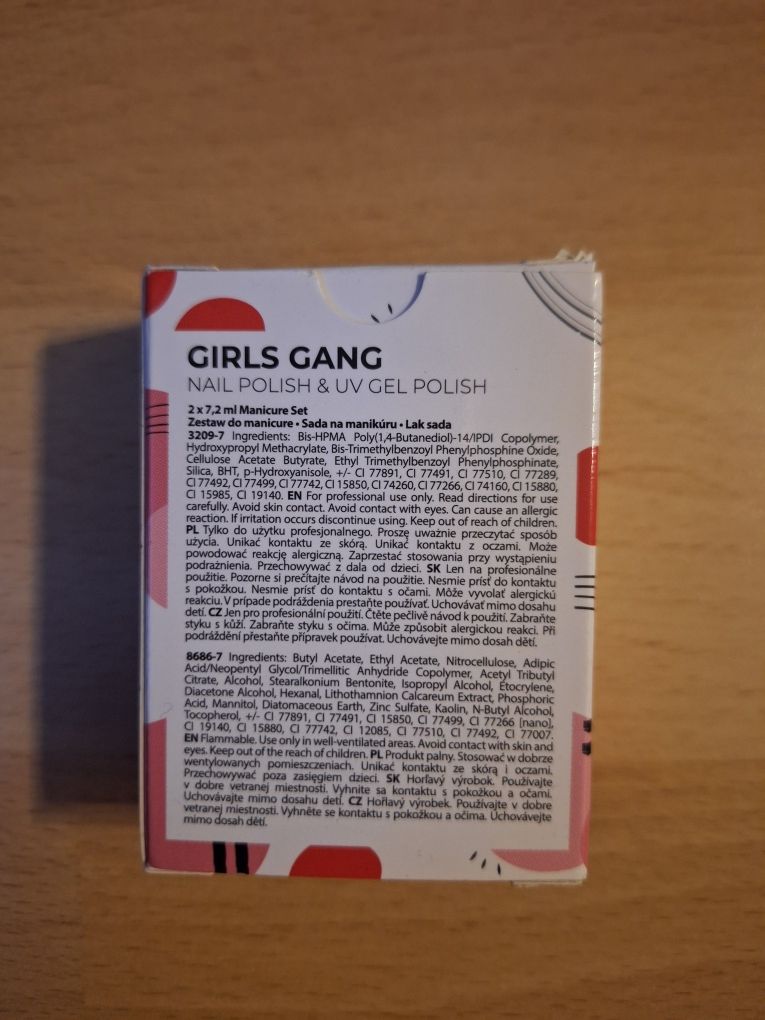 GIRLS GANG
NAIL POLISH & UV GEL POLISH
2 x 7,2 ml Manicure Set
Zestaw do manicure • Sada na manikúru • Lak sada
3209-7 Ingredients: Bis-HPMA Poly(1,4-Butanediol)-14/IPDI Copolymer,
Hydroxypropyl Methacrylate, Bis-Trimethylbenzoyl Phenylphosphine Oxide,
Cellulose Acetate Butyrate, Ethyl Trimethylbenzoyl Phenylphosphinate,
Silica, BHT, p-Hydroxyanisole, +/- CI 77891, CI 77491, CI 77510, CI 77289,
CI 77492, CI 77499, CI 77742, CI 15850, CI 74260, CI 77266, CI 74160, CI 15880,
CI 15985, CI 19140. EN For professional use only. Read directions for use
carefully. Avoid skin contact. Avoid contact with eyes. Can cause an allergic
reaction. If irritation occurs discontinue using. Keep out of reach of children.
PL Tylko do użytku profesjonalnego. Proszę uważnie przeczytać sposób
użycia. Unikać kontaktu ze skórą. Unikać kontaktu z oczami. Może
powodować reakcję alergiczną. Zaprzestać stosowania przy wystąpieniu
podrażnienia. Przechowywać z dala od dzieci. SK Len na profesionálne
použitie. Pozorne si prečítajte návod na použitie. Nesmie prísť do kontaktu
s pokožkou. Nesmie prísť do kontaktu s očami. Môže vyvolať alergickú
reakciu. V prípade podráždenia prestaňte používať. Uchovávať mimo dosahu
detí. CZ Jen pro profesionální použití. Čtěte pečlivě návod k použití. Zabraňte
styku s kůží. Zabraňte styku s očima. Může způsobit alergickou reakci. Při
podráždění přestaňte přípravek používat. Uchovávejte mimo dosah dětí.
8686-7 Ingredients: Butyl Acetate, Ethyl Acetate, Nitrocellulose, Adipic
Acid/Neopentyl Glycol/Trimellitic Anhydride Copolymer, Acetyl Tributyl
Citrate, Alcohol, Stearalkonium Bentonite, Isopropyl Alcohol, Etocrylene,
Diacetone Alcohol, Hexanal, Lithothamnion Calcareum Extract, Phosphoric
Acid, Mannitol, Diatomaceous Earth, Zinc Sulfate, Kaolin, N-Butyl Alcohol,
Tocopherol, +/- CI 77891, CI 77491, CI 15850, CI 77499, CI 77266 [nano],
CI 19140, CI 15880, CI 77742, CI 12085, CI 77510, CI 77492, CI 77007.
EN Flammable. Use only in well-ventilated areas. Avoid contact with skin and
eyes. Keep out of the reach of children. PL Produkt palny. Stosować w dobrze
wentylowanych pomieszczeniach. Unikać kontaktu ze skórą i oczami.
Przechowywać poza zasięgiem dzieci. SK Horľavý výrobok. Používajte
v dobre vetranej miestnosti. Vyhnite sa kontaktu s pokožkou a očami.
Uchovávajte mimo dosahu detí. CZ Hořlavý výrobek. Používejte v dobre
vetranej miestnosti. Vyhněte se kontaktu s pokožkou a očima. Uchovávejte
mimo dosah dětí.